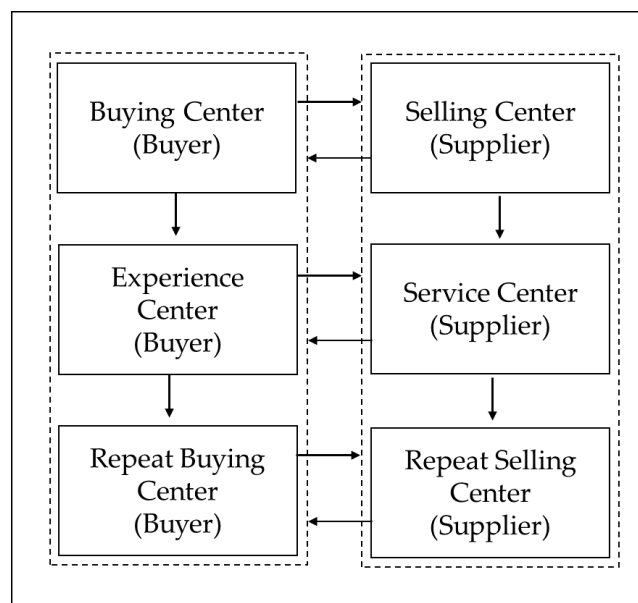 Buying Center
(Buyer)
Selling Center
(Supplier)
Experience
Center
(Buyer)
Service Center
(Supplier)
Repeat Buying
Center
(Buyer)
Repeat Selling
Center
(Supplier)